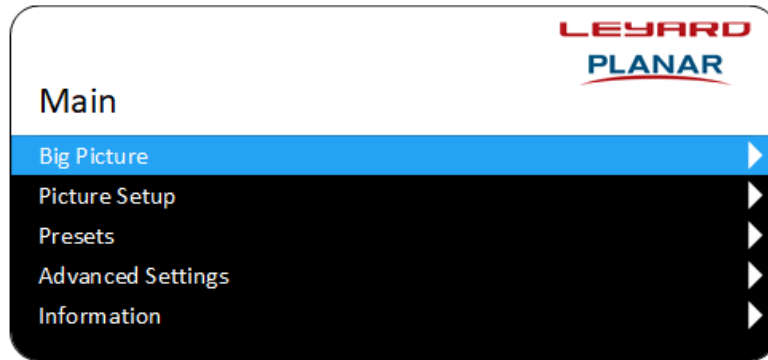 LEYARD
PLANAR
Main
Big Picture
Picture Setup
Presets
Advanced Settings
Information